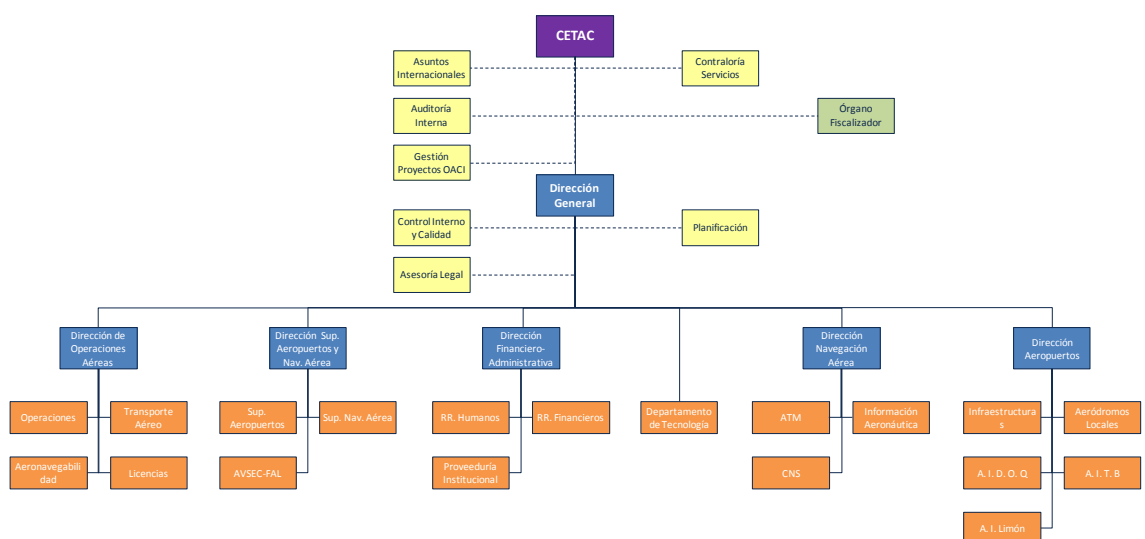 CETAC
Asuntos
Internacionales
Contraloría
Servicios
Auditoría
Interna
Órgano
Fiscalizador
Gestión
Proyectos OACI
Dirección
General
Control Interno
y Calidad
Planificación
Asesoría Legal
Dirección de
Operaciones
Aéreas
Dirección Sup.
Aeropuertos y
Nav. Aérea
Dirección
Financiero-
Administrativa
Dirección
Navegación
Aérea
Dirección
Aeropuertos
Operaciones
Transporte
Aéreo
Sup.
Aeropuertos
Sup. Nav. Aérea
RR. Humanos
RR. Financieros
Departamento
de Tecnología
ATM
Información
Aeronáutica
Infraestructura
s
Aeródromos
Locales
Aeronavegabili
dad
Licencias
AVSEC-FAL
Proveeduría
Institucional
CNS
A. I. D. O. Q
A. I. T. B
A. I. Limón